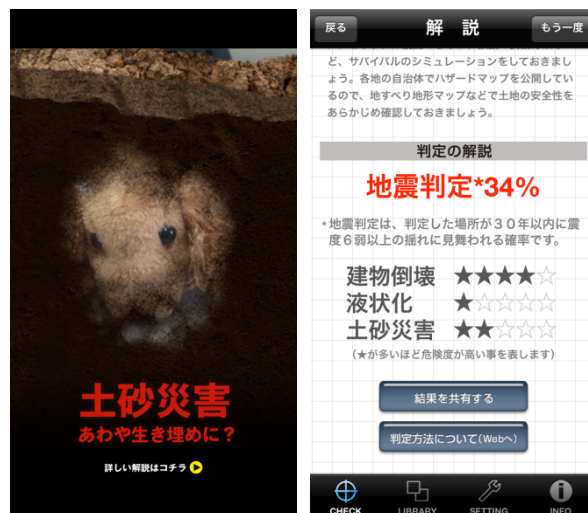 土砂災害
あわや生き埋めに？
詳しい解説はコチラ
戻る
解 説
もう一度
ど、サバイバルのシミュレーションをしておきまし
ょう。各地の自治体でハザードマップを公開してい
るので、地すべり地形マップなどで土地の安全性を
あらかじめ確認しておきましょう。
判定の解説
地震判定*34%
*地震判定は、判定した場所が３０年以内に震
度６弱以上の揺れに見舞われる確率です。
建物倒壊 ★★★★☆
液状化 ★☆☆☆☆
土砂災害 ★★☆☆☆
(★が多いほど危険度が高い事を表します)
結果を共有する
判定方法について(Webへ)
CHECK
LIBRARY
SETTING
INFO